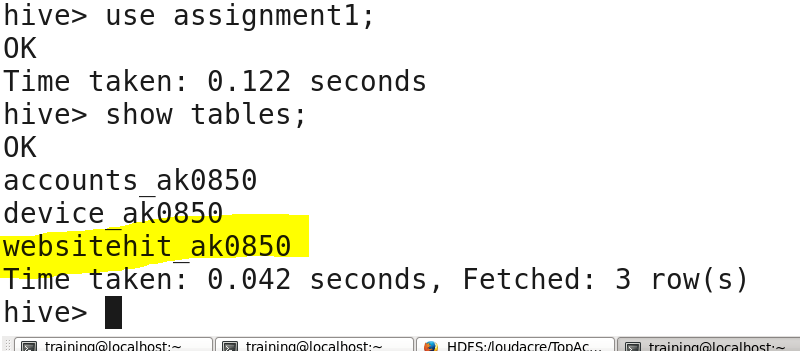 hive> use assignment1;
OK
Time taken: 0.122 seconds
hive> show tables;
OK
accounts_ak0850
device_ak0850
websitehit_ak0850
Time taken: 0.042 seconds, Fetched: 3 row(s)
hive>
training@localhost:~ training@localhost:~ HDFS:/loudacre/TopAc... training@localhost:~